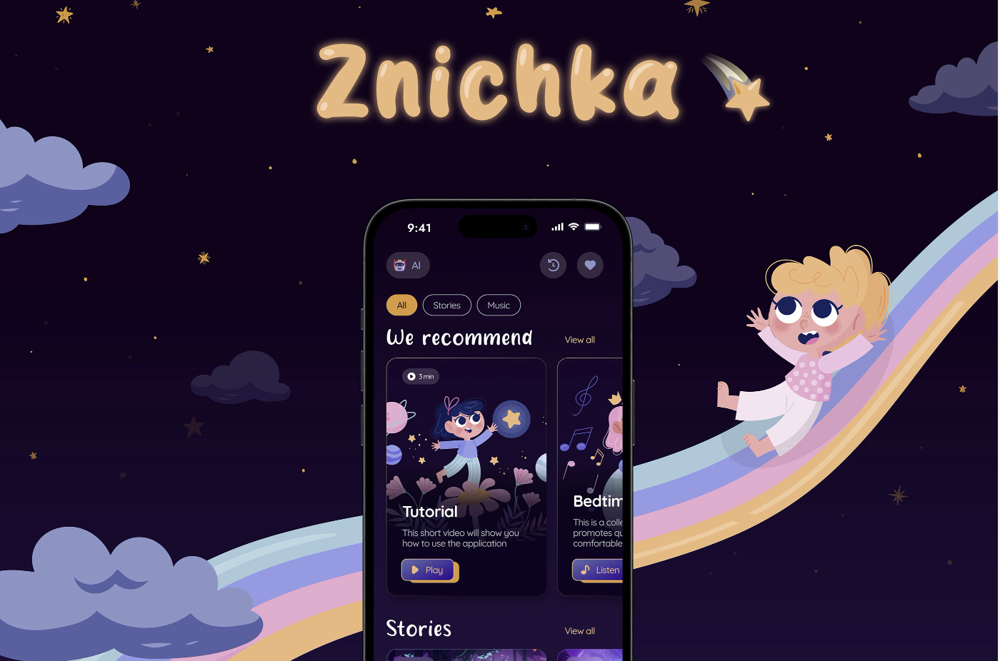 Znichka
9:41
AI
All
Stories
Music
We recommend
View all
3 min
Tutorial
This short video will show you
how to use the application
Play
Bedtim
This is a colle
promotes qu
comfortable
Listen
Stories
View all